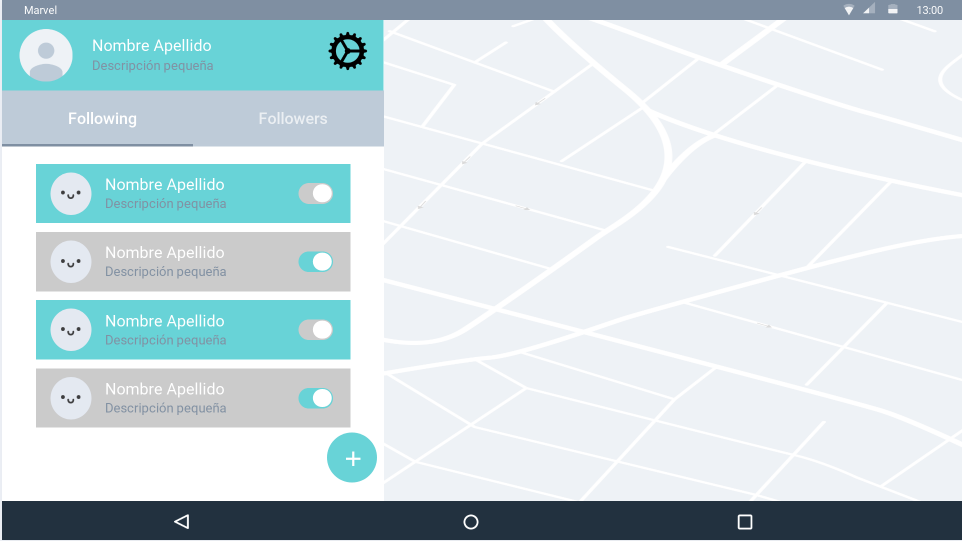 Marvel
13:00
Nombre Apellido
Descripción pequeña
Following
Followers
Nombre Apellido
Descripción pequeña
Nombre Apellido
Descripción pequeña
Nombre Apellido
Descripción pequeña
Nombre Apellido
Descripción pequeña
+